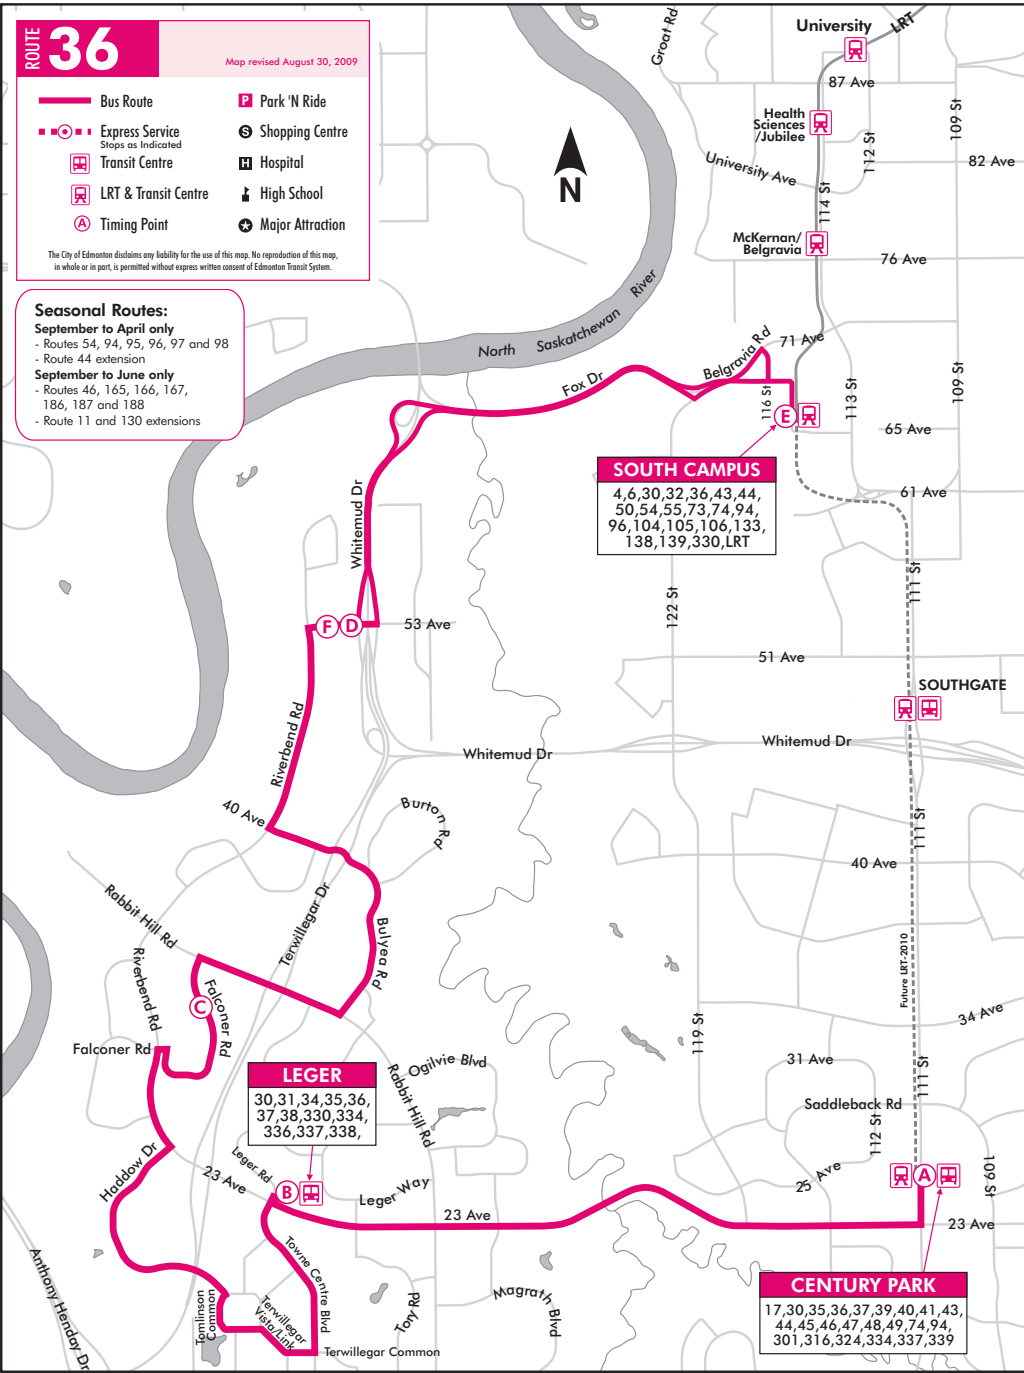 ROUTE 36
Map revised August 30, 2009
Bus Route
Express Service
Stops as Indicated
Transit Centre
LRT & Transit Centre
A Timing Point
P Park 'N Ride
S Shopping Centre
H Hospital
High School
Major Attraction
The City of Edmonton disclaims any liability for the use of this map. No reproduction of this map,
in whole or in part, is permitted without express written consent of Edmonton Transit System.
Seasonal Routes:
September to April only
- Routes 54, 94, 95, 96, 97 and 98
- Route 44 extension
September to June only
- Routes 46, 165, 166, 167,
186, 187 and 188
- Route 11 and 130 extensions
N
Groat Rd
University
LRT
87 Ave
Health
Sciences
/Jubilee
109 St
112 St
82 Ave
University Ave
114 St
McKernan/
Belgravia
76 Ave
North Saskatchewan River
71 Ave
Belgravia Rd
Fox Dr
116 St
113 St
109 St
E
65 Ave
SOUTH CAMPUS
4,6,30,32,36,43,44,
50,54,55,73,74,94,
96,104,105,106,133,
138,139,330,LRT
61 Ave
Whitemud Dr
111 St
122 St
F
D
53 Ave
51 Ave
SOUTHGATE
Riverbend Rd
Whitemud Dr
Whitemud Dr
40 Ave
Burton Rd
111 St
40 Ave
Rabbit Hill Rd
Terwillegar Dr
Bulyea Rd
Future LRT-2010
Riverbend Rd
C
Falconer Rd
34 Ave
119 St
Falconer Rd
Ogilvie Blvd
31 Ave
111 St
LEGER
30,31,34,35,36,
37,38,330,334,
336,337,338,
Rabbit Hill Rd
Saddleback Rd
112 St
Haddow Dr
Leger Rd
23 Ave
B
Leger Way
25 Ave
A
109 St
23 Ave
23 Ave
Anthony Henday Dr
Towne Centre Blvd
Tomlinson
Common
Terwillegar
Vista/Link
Tory Rd
Magrath Blvd
Terwillegar Common
CENTURY PARK
17,30,35,36,37,39,40,41,43,
44,45,46,47,48,49,74,94,
301,316,324,334,337,339